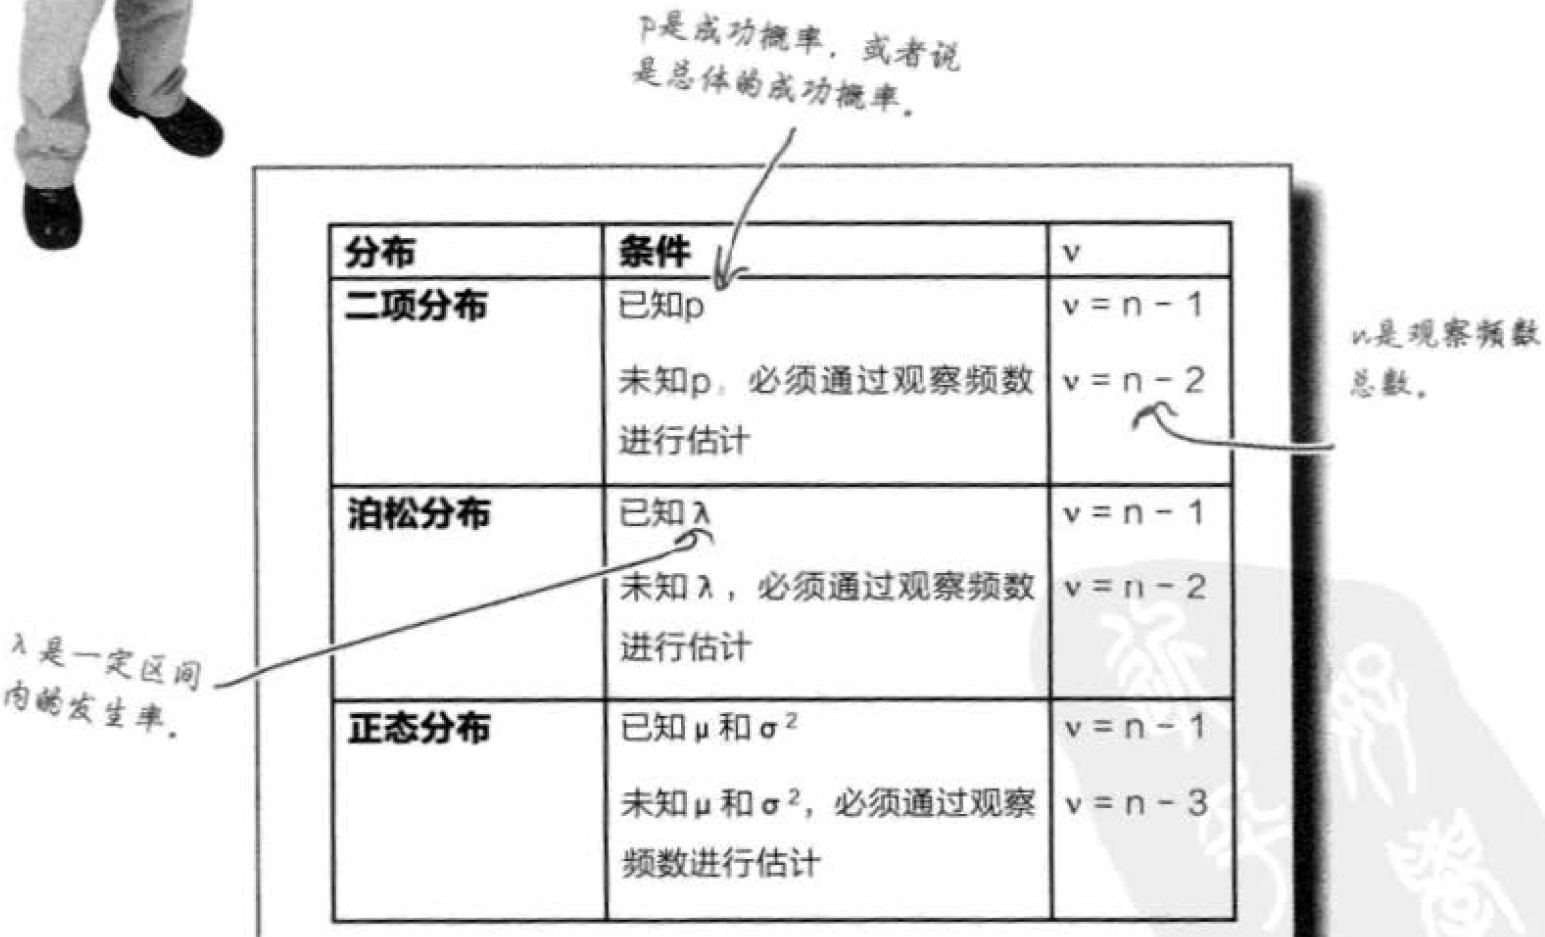 p是成功概率，或者说
是总体的成功概率。
分布 条件 ν
二项分布 已知p ν = n − 1
未知p，必须通过观察频数 ν = n − 2
进行估计
n是观察频数
总数。
泊松分布 已知λ ν = n − 1
未知λ，必须通过观察频数 ν = n − 2
进行估计
λ是一定区间
内的发生率。
正态分布 已知μ和σ² ν = n − 1
未知μ和σ²，必须通过观察 ν = n − 3
频数进行估计